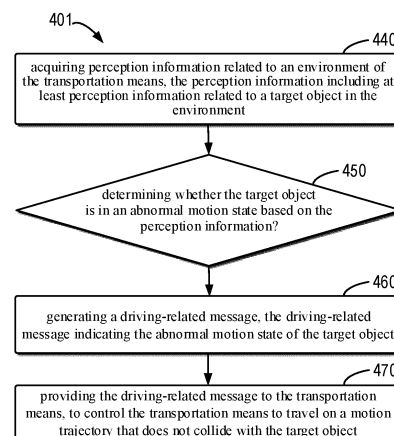 401
440
acquiring perception information related to an environment of
the transportation means, the perception information including at
least perception information related to a target object in the
environment
450
determining whether the target object
is in an abnormal motion state based on the
perception information?
460
generating a driving-related message, the driving-related
message indicating the abnormal motion state of the target object
470
providing the driving-related message to the transportation
means, to control the transportation means to travel on a motion
trajectory that does not collide with the target object